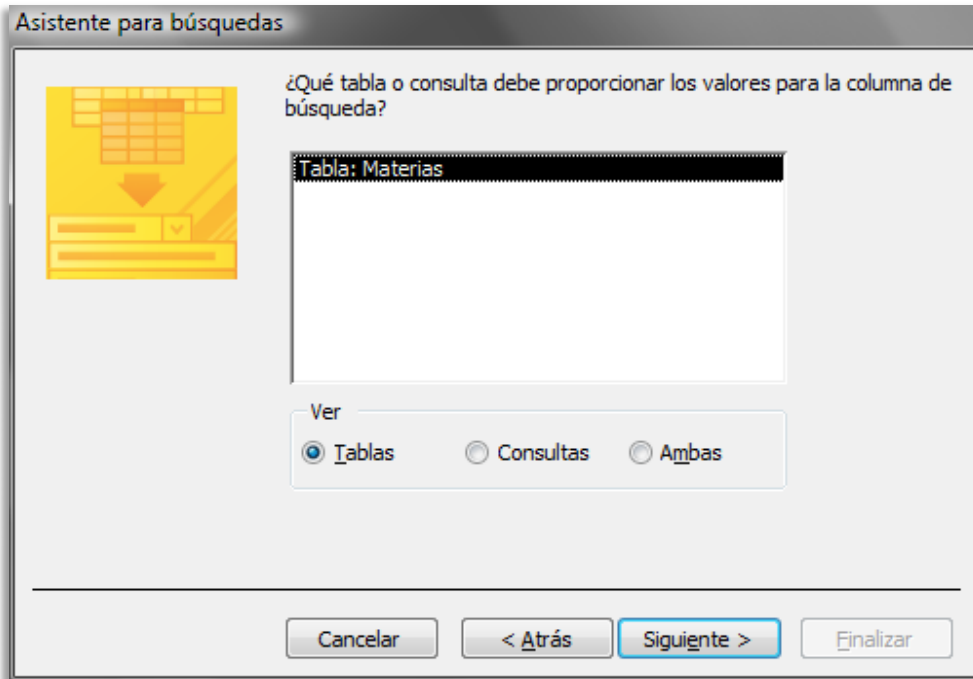 Asistente para búsquedas
¿Qué tabla o consulta debe proporcionar los valores para la columna de
búsqueda?
Tabla: Materias
Ver
Tablas Consultas Ambas
Cancelar < Atrás Siguiente > Finalizar